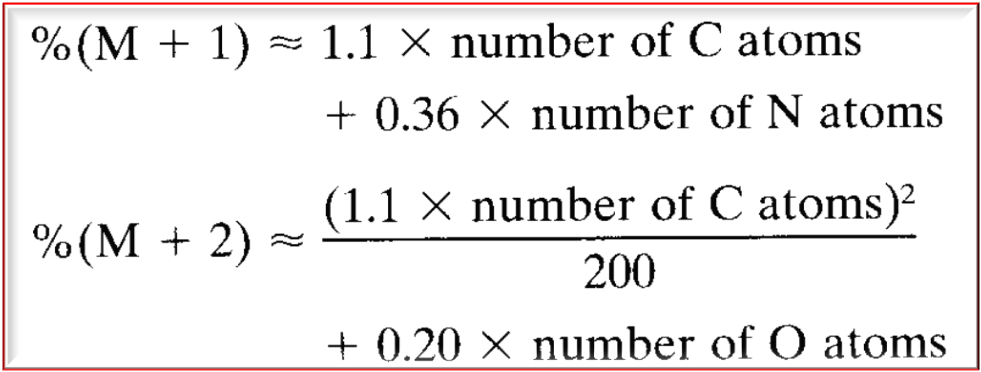 %(M + 1) ≈ 1.1 × number of C atoms
+ 0.36 × number of N atoms
%(M + 2) ≈ (1.1 × number of C atoms)²
200
+ 0.20 × number of O atoms